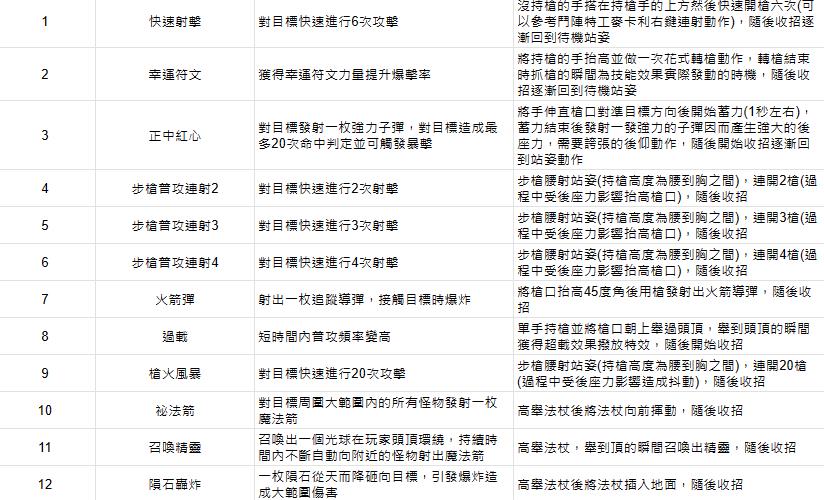 沒持槍的手搭在持槍手的上方然後快速開槍六次(可
1 快速射擊 對目標快速進行6次攻擊 以參考鬥陣特工麥卡利右鍵連射動作)，隨後收招逐
漸回到待機站姿
將持槍的手抬高並做一次花式轉槍動作，轉槍結束
2 幸運符文 獲得幸運符文力量提升爆擊率 時抓槍的瞬間為技能效果實際發動的時機，隨後收
招逐漸回到待機站姿
將手伸直槍口對準目標方向後開始蓄力(1秒左右)，
3 正中紅心 對目標發射一枚強力子彈，對目標造成最 蓄力結束後發射一發強力的子彈因而產生強大的後
多20次命中判定並可觸發暴擊 座力，需要誇張的後仰動作，隨後開始收招逐漸回
到站姿動作
4 步槍普攻連射2 對目標快速進行2次射擊 步槍腰射站姿(持槍高度為腰到胸之間)，連開2槍(過
程中受後座力影響抬高槍口)，隨後收招
5 步槍普攻連射3 對目標快速進行3次射擊 步槍腰射站姿(持槍高度為腰到胸之間)，連開3槍(過
程中受後座力影響抬高槍口)，隨後收招
6 步槍普攻連射4 對目標快速進行4次射擊 步槍腰射站姿(持槍高度為腰到胸之間)，連開4槍(過
程中受後座力影響抬高槍口)，隨後收招
7 火箭彈 射出一枚追蹤導彈，接觸目標時爆炸 將槍口抬高45度角後用槍發射出火箭導彈，隨後收
招
8 過載 短時間內普攻頻率變高 單手持槍並將槍口朝上舉過頭頂，舉到頭頂的瞬間
獲得超載效果撥放特效，隨後開始收招
9 槍火風暴 對目標快速進行20次攻擊 步槍腰射站姿(持槍高度為腰到胸之間)，連開20槍
(過程中受後座力影響造成抖動)，隨後收招
10 祕法箭 對目標周圍大範圍內的所有怪物發射一枚 高舉法杖後將法杖向前揮動，隨後收招
魔法箭
11 召喚精靈 召喚出一個光球在玩家頭頂環繞，持續時 高舉法杖，舉到頂的瞬間召喚出精靈，隨後收招
間內不斷自動向附近的怪物射出魔法箭
12 隕石轟炸 一枚隕石從天而降砸向目標，引發爆炸造 高舉法杖後將法杖插入地面，隨後收招
成大範圍傷害